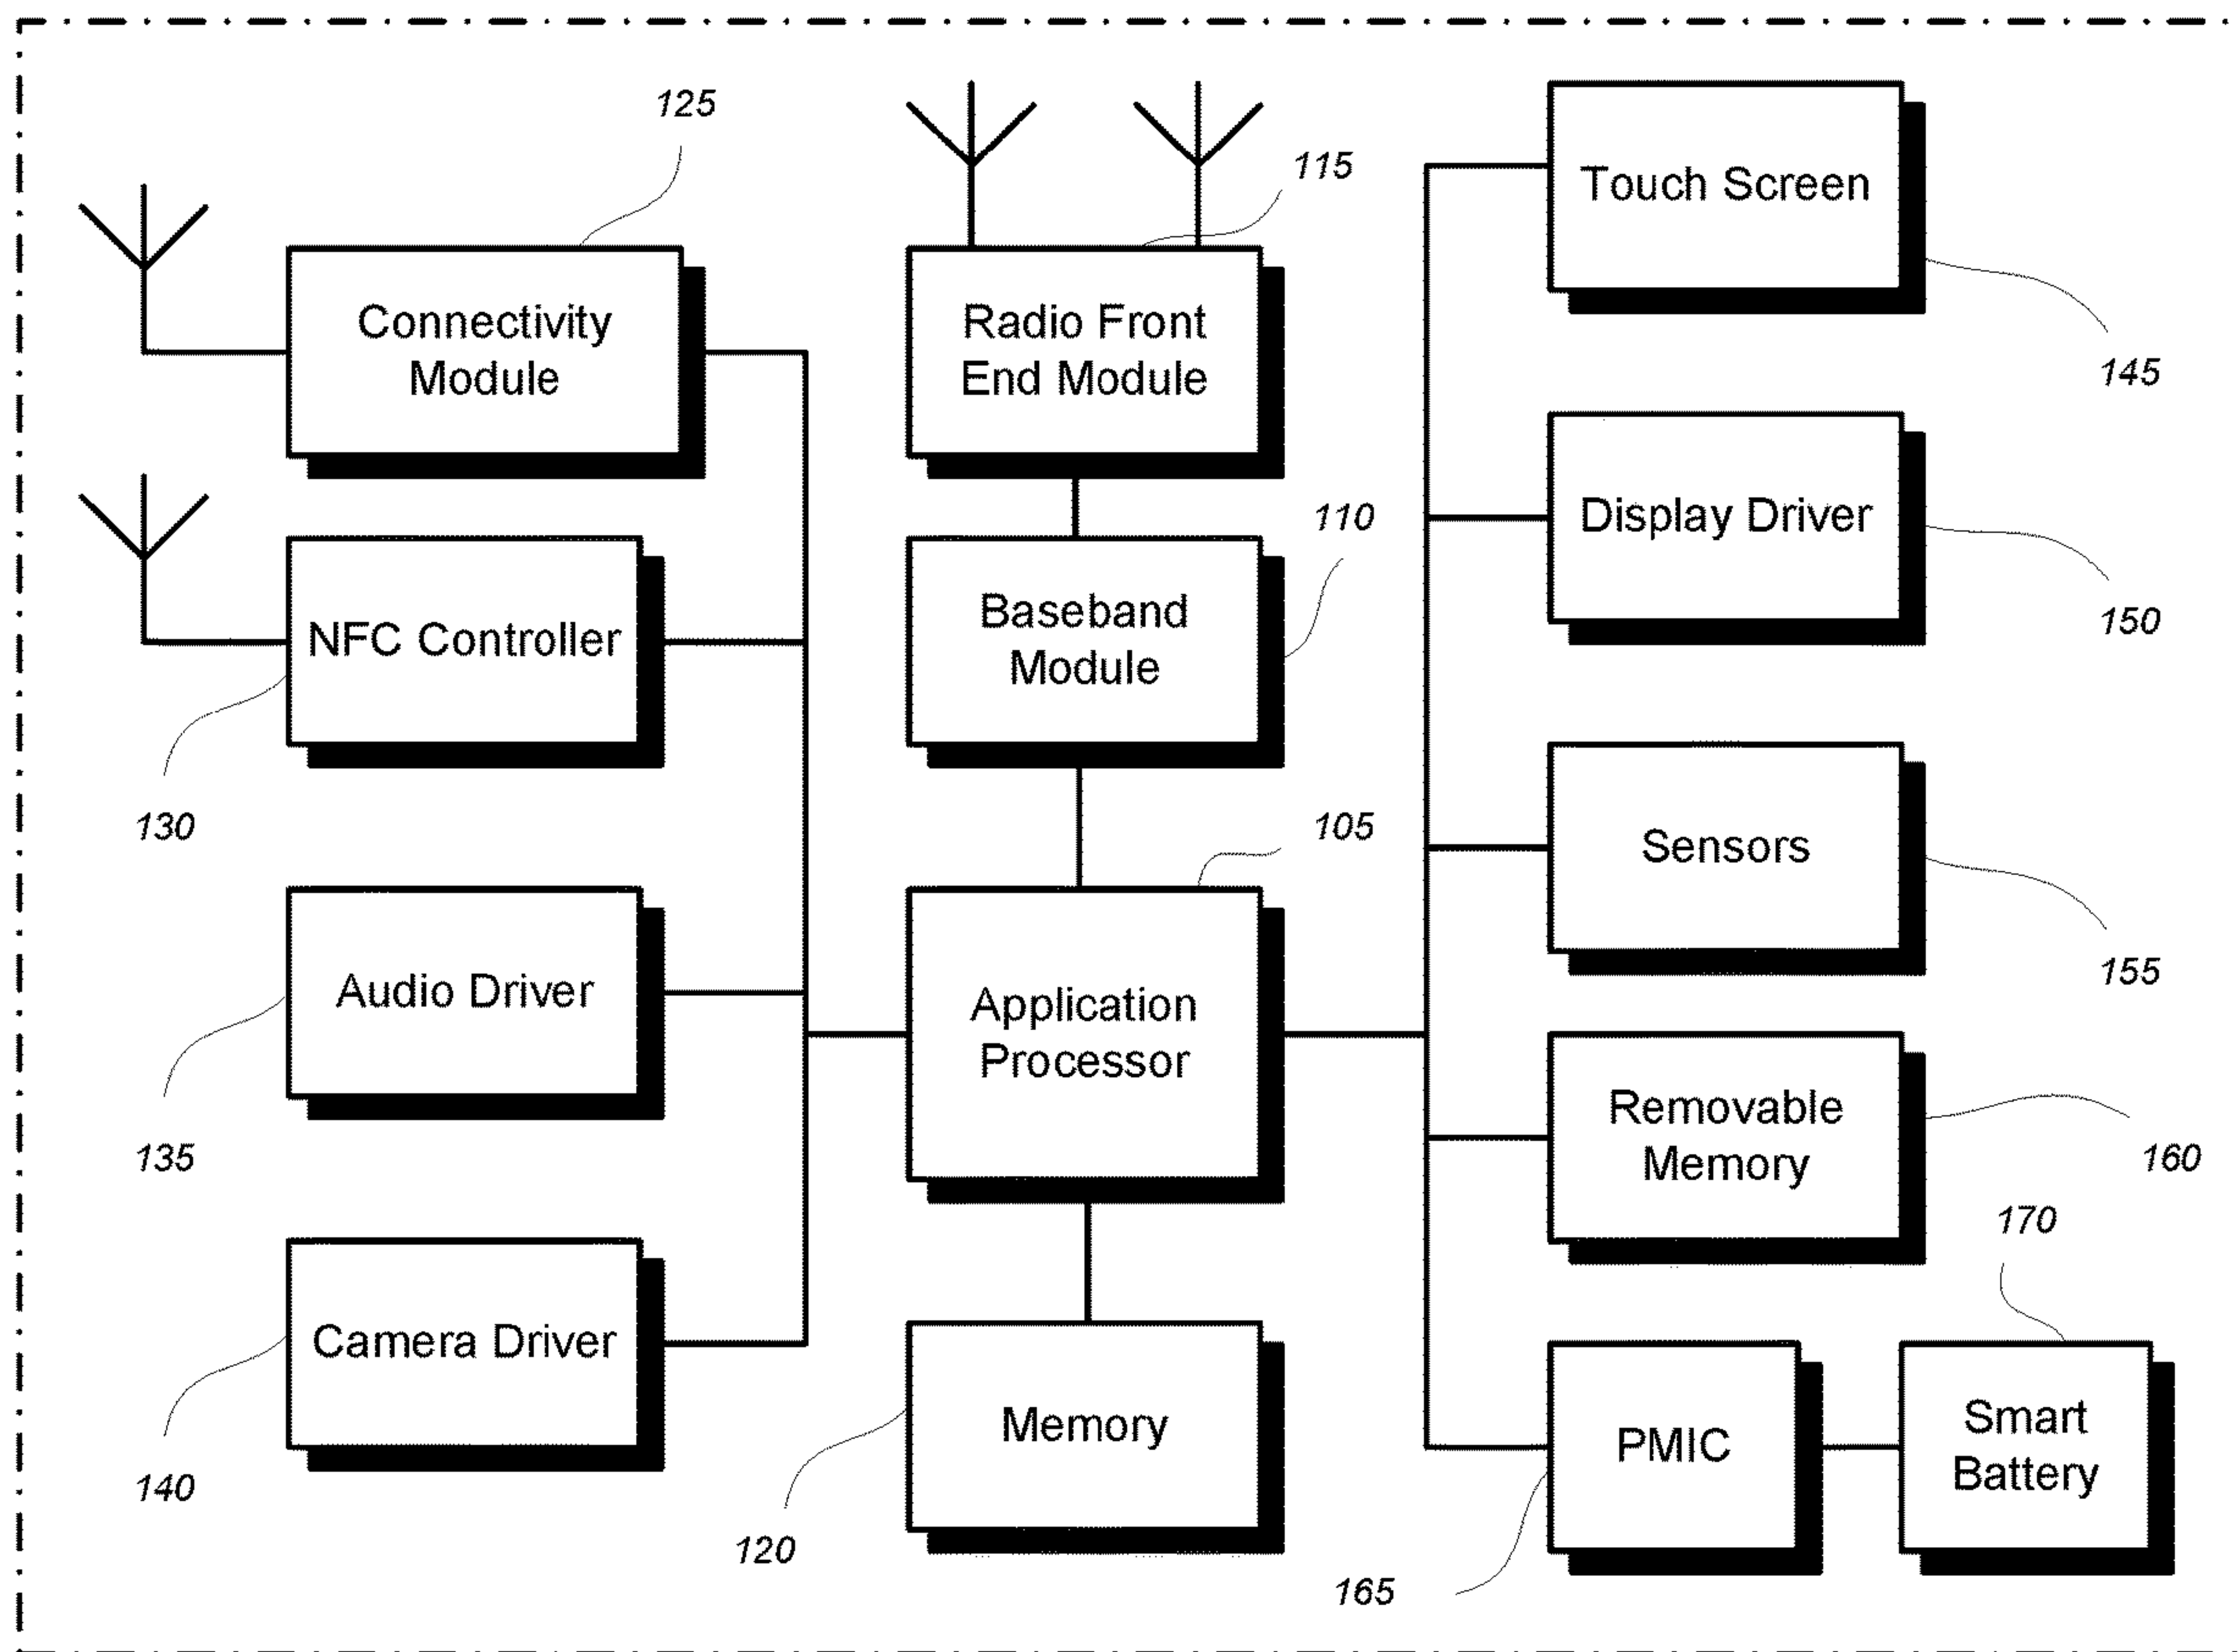 125
115
Touch Screen
145
Connectivity
Module
Radio Front
End Module
110
Display Driver
150
NFC Controller
130
Baseband
Module
105
Sensors
155
Audio Driver
135
Application
Processor
Removable
Memory
160
170
Camera Driver
140
Memory
120
PMIC
165
Smart
Battery